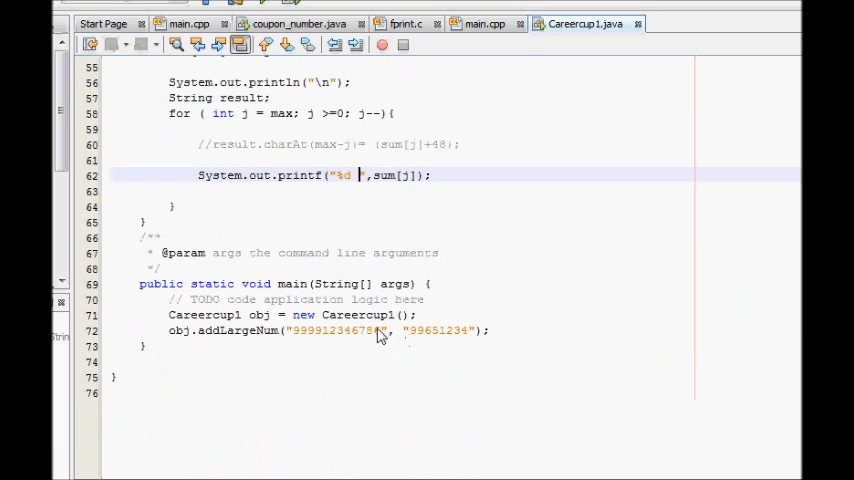 Start Page main.cpp coupon_number.java fprint.c main.cpp Careercup1.java
55
56 System.out.println("\n");
57 String result;
58 for ( int j = max; j >=0; j--){
59
60 //result.charAt(max-j)= (sum[j]+48);
61
62 System.out.printf("%d ",sum[j]);
63
64 }
65 }
66 /**
67 * @param args the command line arguments
68 */
69 public static void main(String[] args) {
70 // TODO code application logic here
71 Careercup1 obj = new Careercup1();
72 obj.addLargeNum("999912346786", "99651234");
73 }
74
75 }
76